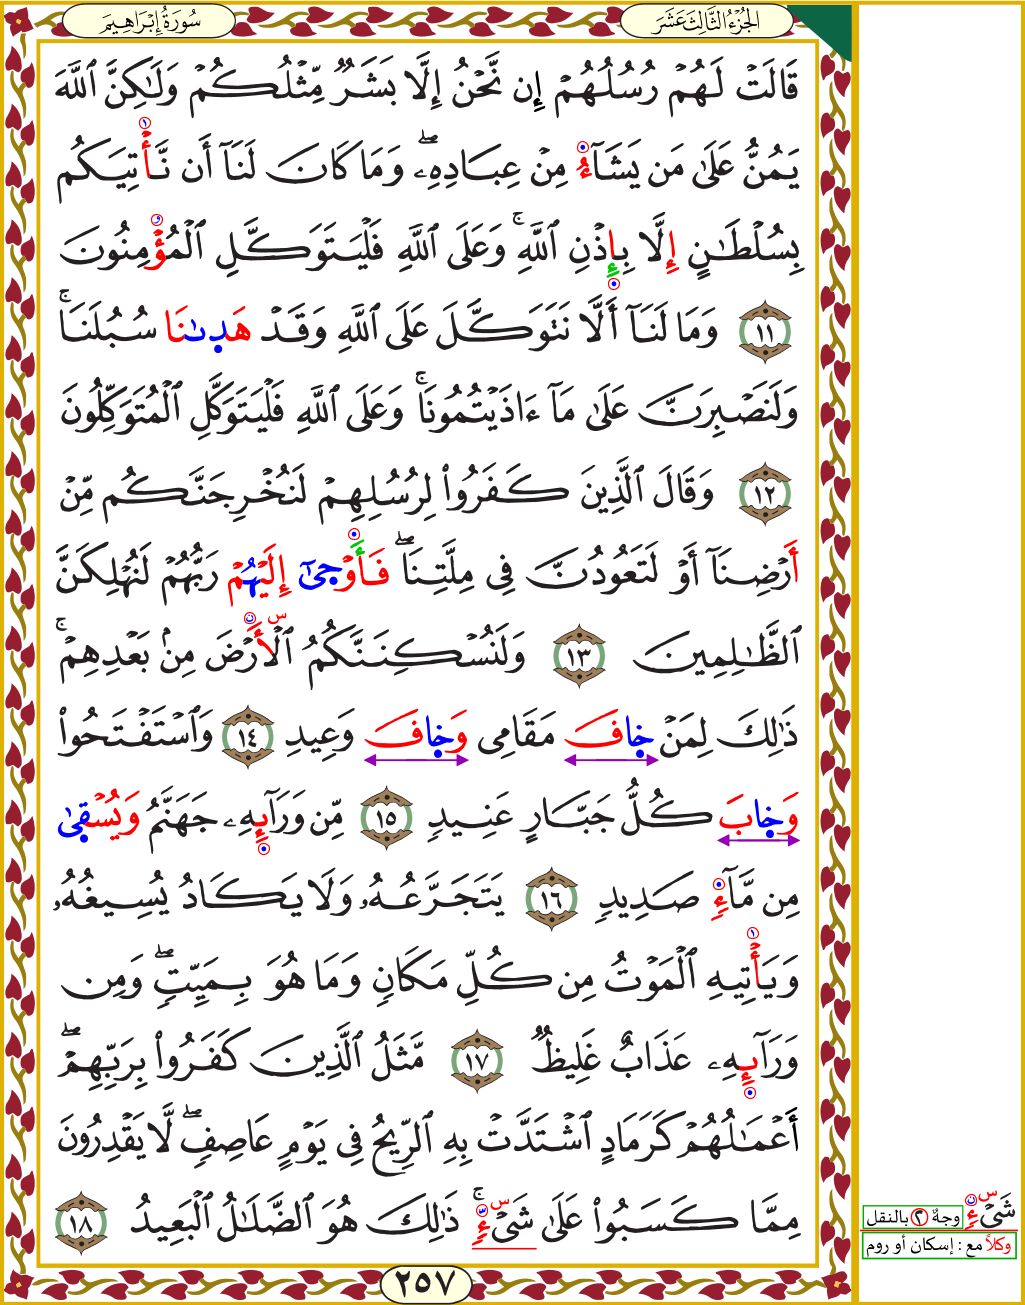 سُورَةُ إِبْرَاهِيمَ
الجُزْءُ الثَّالِثَ عَشَرَ
قَالَتۡ لَهُمۡ رُسُلُهُمۡ إِن نَّحۡنُ إِلَّا بَشَرٞ مِّثۡلُكُمۡ وَلَٰكِنَّ ٱللَّهَ
يَمُنُّ عَلَىٰ مَن يَشَآءُ مِنۡ عِبَادِهِۦۖ وَمَا كَانَ لَنَآ أَن نَّأۡتِيَكُم
بِسُلۡطَٰنٍ إِلَّا بِإِذۡنِ ٱللَّهِۚ وَعَلَى ٱللَّهِ فَلۡيَتَوَكَّلِ ٱلۡمُؤۡمِنُونَ
١١ وَمَا لَنَآ أَلَّا نَتَوَكَّلَ عَلَى ٱللَّهِ وَقَدۡ هَدِىٰنَا سُبُلَنَاۚ
وَلَنَصۡبِرَنَّ عَلَىٰ مَآ ءَاذَيۡتُمُونَاۚ وَعَلَى ٱللَّهِ فَلۡيَتَوَكَّلِ ٱلۡمُتَوَكِّلُونَ
١٢ وَقَالَ ٱلَّذِينَ كَفَرُواْ لِرُسُلِهِمۡ لَنُخۡرِجَنَّكُم مِّنۡ
أَرۡضِنَآ أَوۡ لَتَعُودُنَّ فِي مِلَّتِنَاۖ فَأَوۡحِىٰٓ إِلَيۡهُمۡ رَبُّهُمۡ لَنُهۡلِكَنَّ
ٱلظَّٰلِمِينَ ١٣ وَلَنُسۡكِنَنَّكُمُ ٱلۡأَرۡضَ مِنۢ بَعۡدِهِمۡۚ
ذَٰلِكَ لِمَنۡ خِافَ مَقَامِي وَخِافَ وَعِيدِ ١٤ وَٱسۡتَفۡتَحُواْ
وَخِابَ كُلُّ جَبَّارٍ عَنِيدٖ ١٥ مِّن وَرَآئِهِۦ جَهَنَّمُ وَيُسۡقِىٰ
مِن مَّآءٖ صَدِيدٖ ١٦ يَتَجَرَّعُهُۥ وَلَا يَكَادُ يُسِيغُهُۥ
وَيَأۡتِيهِ ٱلۡمَوۡتُ مِن كُلِّ مَكَانٖ وَمَا هُوَ بِمَيِّتٖۖ وَمِن
وَرَآئِهِۦ عَذَابٌ غَلِيظٞ ١٧ مَّثَلُ ٱلَّذِينَ كَفَرُواْ بِرَبِّهِمۡۖ
أَعۡمَٰلُهُمۡ كَرَمَادٍ ٱشۡتَدَّتۡ بِهِ ٱلرِّيحُ فِي يَوۡمٍ عَاصِفٖۖ لَّا يَقۡدِرُونَ
مِمَّا كَسَبُواْ عَلَىٰ شَيۡءٖۚ ذَٰلِكَ هُوَ ٱلضَّلَٰلُ ٱلۡبَعِيدُ ١٨
شَيۡءٖ
وجهٌ ٢ بالنقل
وكلاً مع : إسكان أو روم
٢٥٧